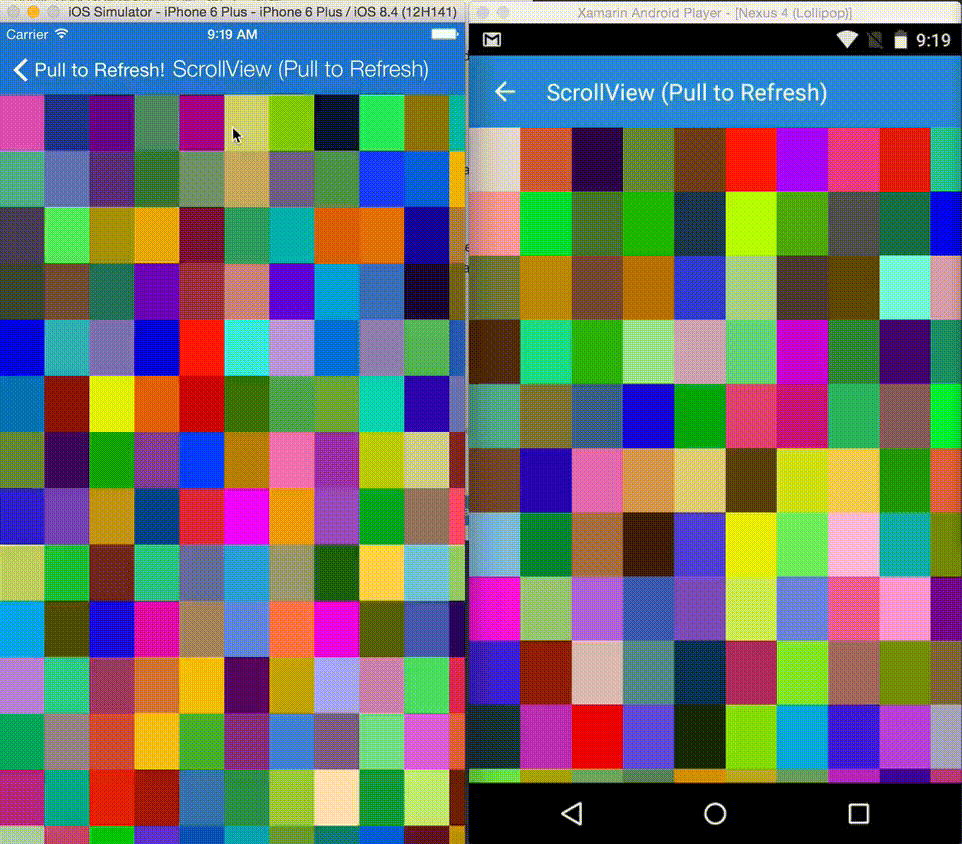 iOS Simulator - iPhone 6 Plus - iPhone 6 Plus / iOS 8.4 (12H141)
Carrier 9:19 AM
Pull to Refresh! ScrollView (Pull to Refresh)
Xamarin Android Player - [Nexus 4 (Lollipop)]
9:19
ScrollView (Pull to Refresh)